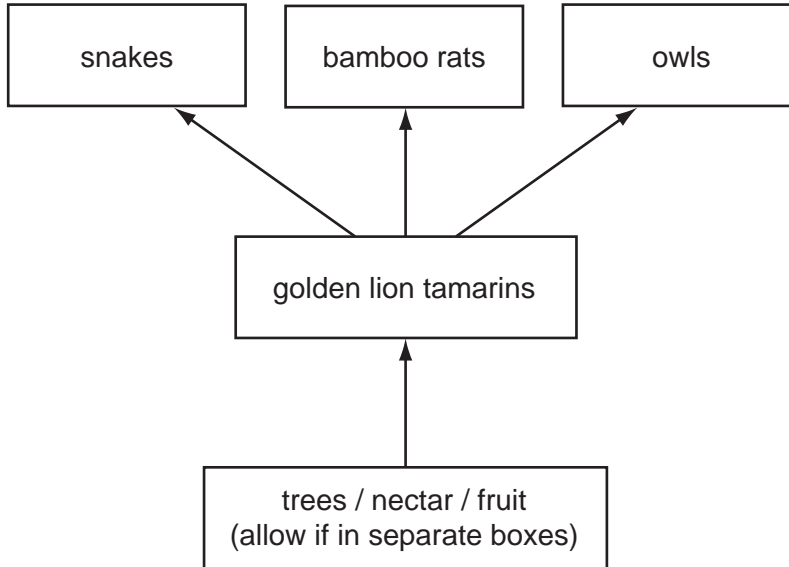 snakes
bamboo rats
owls
golden lion tamarins
trees / nectar / fruit
(allow if in separate boxes)